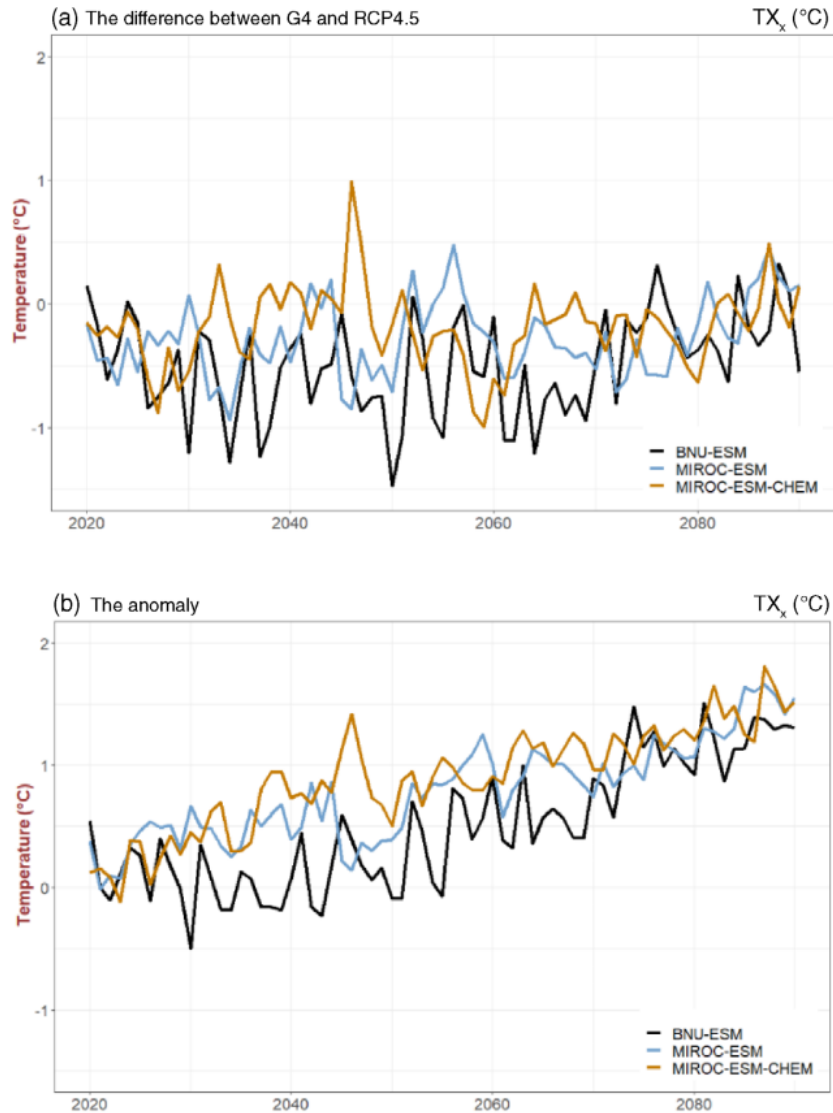 (a) The difference between G4 and RCP4.5 TXₓ (°C)
2
1
0
-1
Temperature (°C)
BNU-ESM
MIROC-ESM
MIROC-ESM-CHEM
2020 2040 2060 2080
(b) The anomaly TXₓ (°C)
2
1
0
-1
Temperature (°C)
BNU-ESM
MIROC-ESM
MIROC-ESM-CHEM
2020 2040 2060 2080